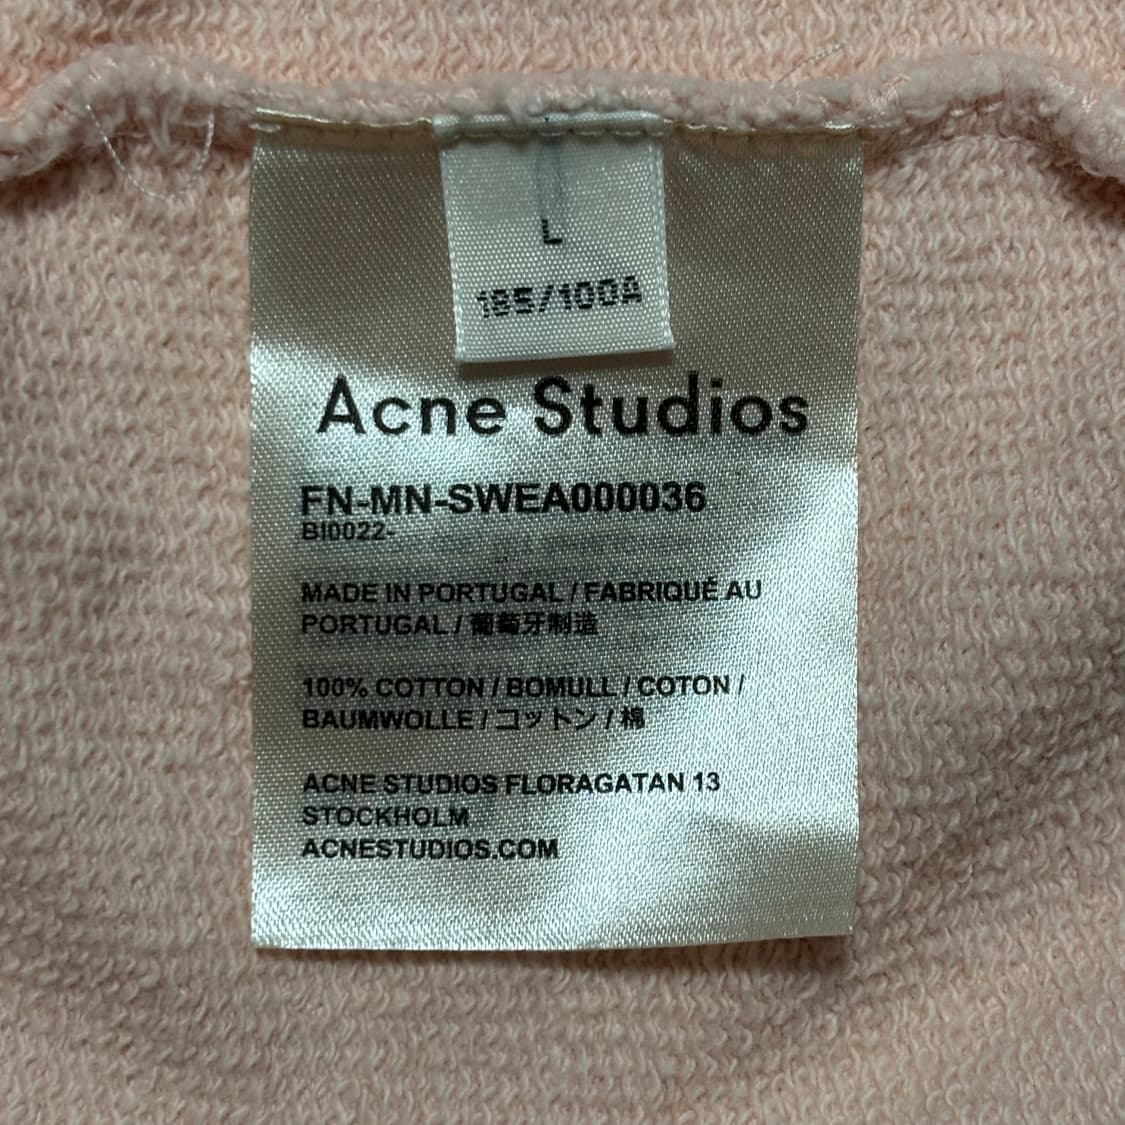 L
185/100A
Acne Studios
FN-MN-SWEA000036
BI0022-
MADE IN PORTUGAL / FABRIQUÉ AU
PORTUGAL / 葡萄牙制造
100% COTTON / BOMULL / COTON /
BAUMWOLLE / コットン / 棉
ACNE STUDIOS FLORAGATAN 13
STOCKHOLM
ACNESTUDIOS.COM